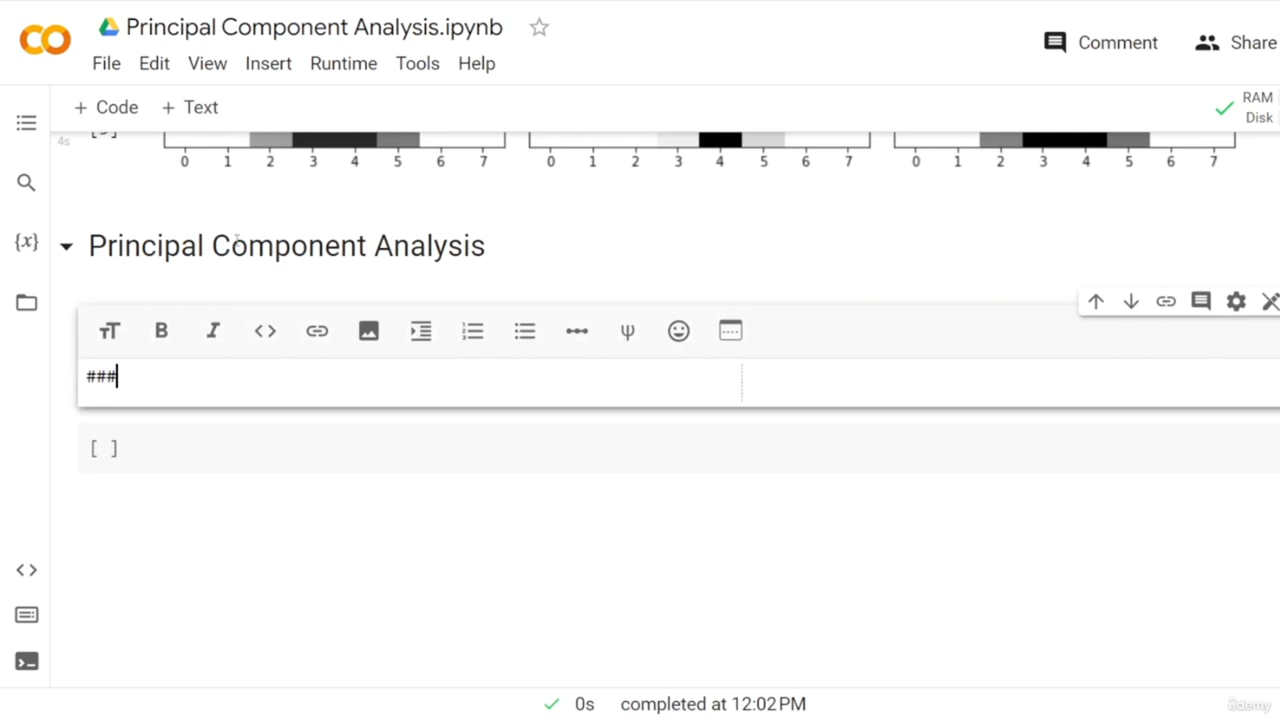 Principal Component Analysis.ipynb
Comment
Share
File Edit View Insert Runtime Tools Help
+ Code + Text
RAM
Disk
4s
0 1 2 3 4 5 6 7 0 1 2 3 4 5 6 7 0 1 2 3 4 5 6 7
{x}
Principal Component Analysis
###
[ ]
0s completed at 12:02 PM
ûdemy